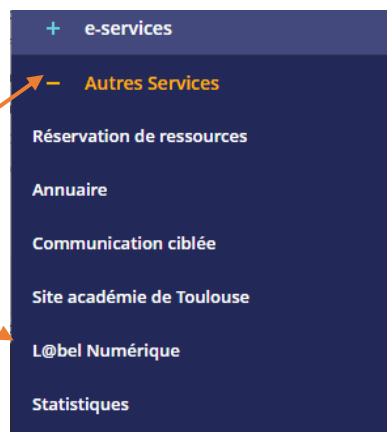 + e-services
− Autres Services
Réservation de ressources
Annuaire
Communication ciblée
Site académie de Toulouse
L@bel Numérique
Statistiques